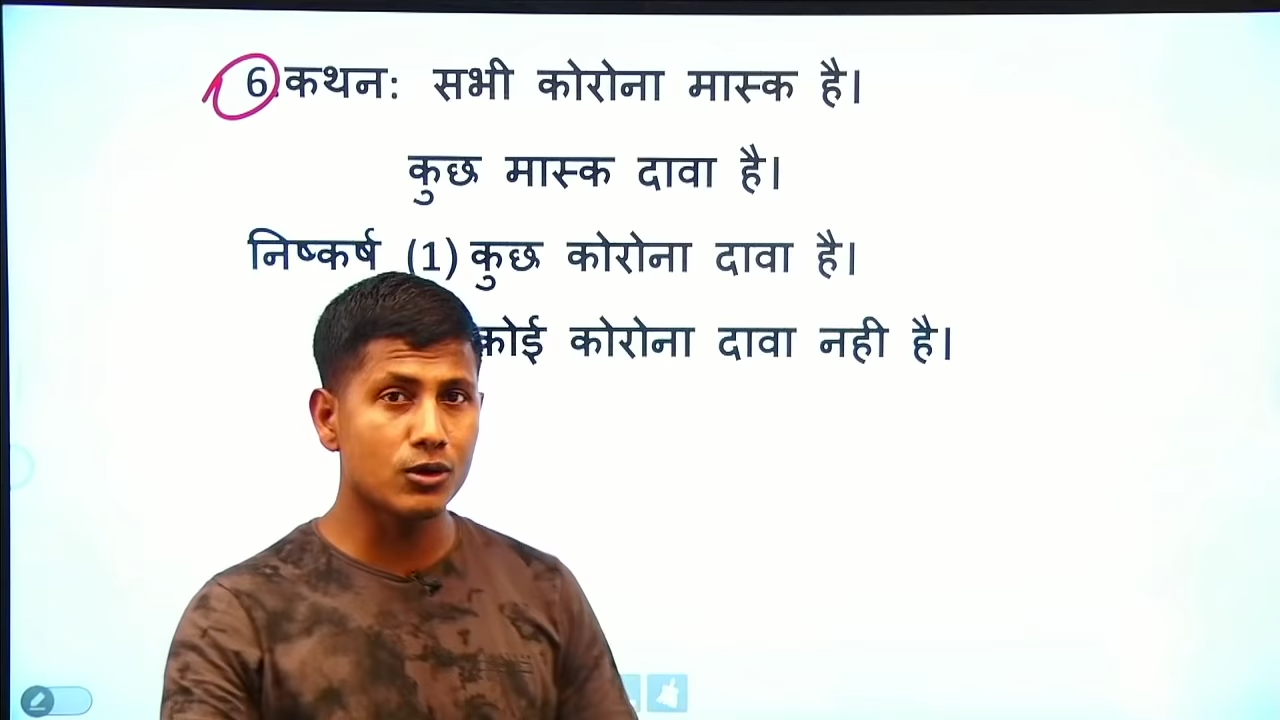 6.कथन: सभी कोरोना मास्क है।
कुछ मास्क दावा है।
निष्कर्ष (1) कुछ कोरोना दावा है।
कोई कोरोना दावा नही है।